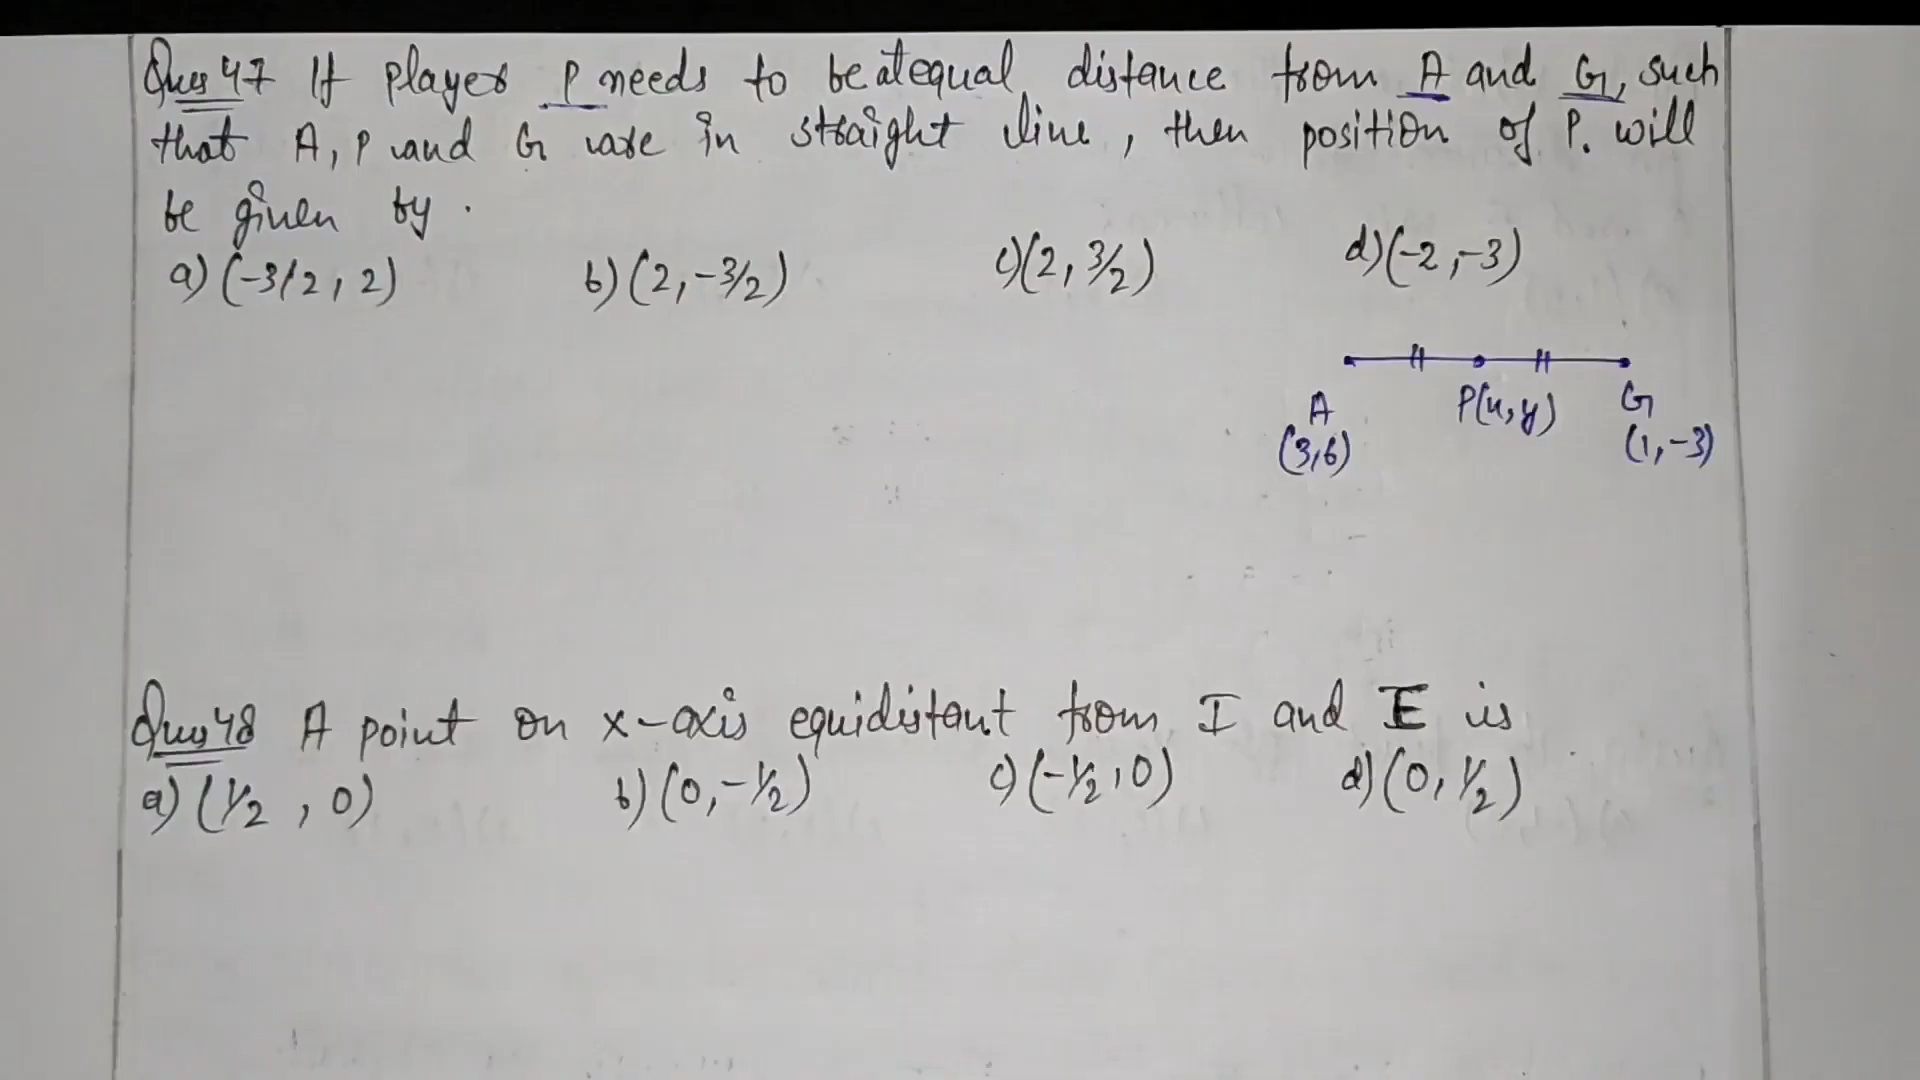 Ques 47 If player P needs to be at equal distance from A and G, such
that A, P and G are in straight line, then position of P. will
be given by.
a) (-3/2, 2) b) (2, -3/2) c) (2, 3/2) d) (-2, -3)
A P(x, y) G
(3,6) (1, -3)
Ques 48 A point on x-axis equidistant from I and E is
a) (1/2, 0) b) (0, -1/2) c) (-1/2, 0) d) (0, 1/2)